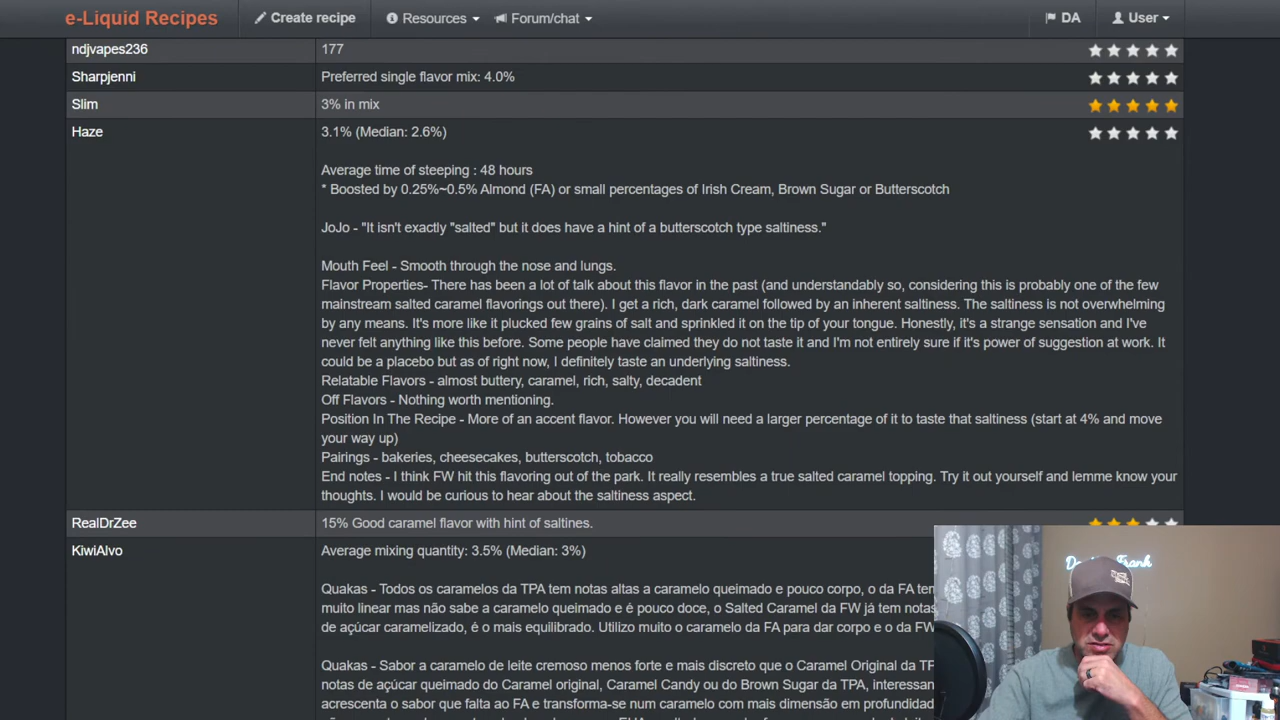 e-Liquid Recipes Create recipe Resources Forum/chat DA User
ndjvapes236 177
Sharpjenni Preferred single flavor mix: 4.0%
Slim 3% in mix
Haze 3.1% (Median: 2.6%)
Average time of steeping : 48 hours
* Boosted by 0.25%~0.5% Almond (FA) or small percentages of Irish Cream, Brown Sugar or Butterscotch
JoJo - "It isn't exactly "salted" but it does have a hint of a butterscotch type saltiness."
Mouth Feel - Smooth through the nose and lungs.
Flavor Properties- There has been a lot of talk about this flavor in the past (and understandably so, considering this is probably one of the few
mainstream salted caramel flavorings out there). I get a rich, dark caramel followed by an inherent saltiness. The saltiness is not overwhelming
by any means. It's more like it plucked few grains of salt and sprinkled it on the tip of your tongue. Honestly, it's a strange sensation and I've
never felt anything like this before. Some people have claimed they do not taste it and I'm not entirely sure if it's power of suggestion at work. It
could be a placebo but as of right now, I definitely taste an underlying saltiness.
Relatable Flavors - almost buttery, caramel, rich, salty, decadent
Off Flavors - Nothing worth mentioning.
Position In The Recipe - More of an accent flavor. However you will need a larger percentage of it to taste that saltiness (start at 4% and move
your way up)
Pairings - bakeries, cheesecakes, butterscotch, tobacco
End notes - I think FW hit this flavoring out of the park. It really resembles a true salted caramel topping. Try it out yourself and lemme know your
thoughts. I would be curious to hear about the saltiness aspect.
RealDrZee 15% Good caramel flavor with hint of saltines.
KiwiAlvo Average mixing quantity: 3.5% (Median: 3%)
Quakas - Todos os caramelos da TPA tem notas altas a caramelo queimado e pouco corpo, o da FA tem
muito linear mas não sabe a caramelo queimado e é pouco doce, o Salted Caramel da FW já tem notas
de açúcar caramelizado, é o mais equilibrado. Utilizo muito o caramelo da FA para dar corpo e o da FW
Quakas - Sabor a caramelo de leite cremoso menos forte e mais discreto que o Caramel Original da TP
notas de açúcar queimado do Caramel original, Caramel Candy ou do Brown Sugar da TPA, interessan
acrescenta o sabor que falta ao FA e transforma-se num caramelo com mais dimensão em profundidad